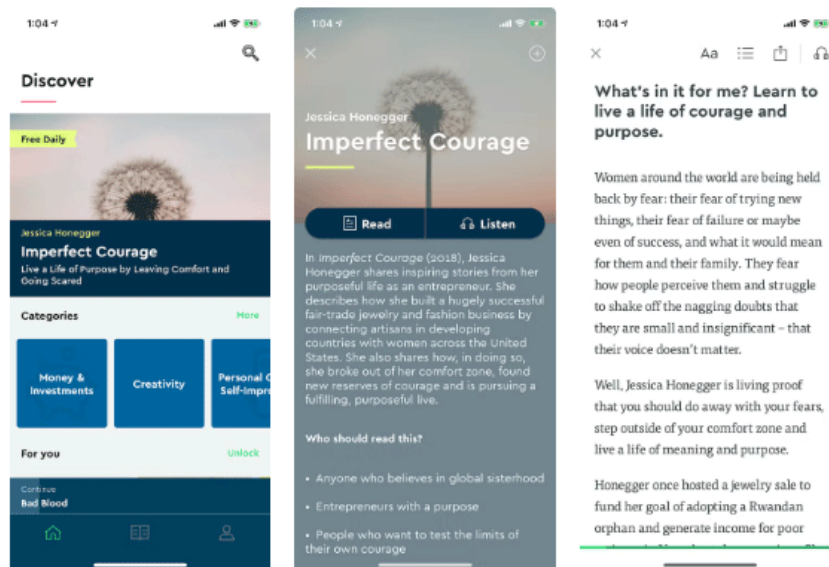 1:04
Discover
Free Daily
Jessica Honegger
Imperfect Courage
Live a Life of Purpose by Leaving Comfort and
Going Scared
Categories More
Money &
Investments
Creativity
Personal
Self-Impr
For you Unlock
Continue
Bad Blood
1:04
Jessica Honegger
Imperfect Courage
Read Listen
In Imperfect Courage (2018), Jessica
Honegger shares inspiring stories from her
purposeful life as an entrepreneur. She
describes how she built a hugely successful
fair-trade jewelry and fashion business by
connecting artisans in developing
countries with women across the United
States. She also shares how, in doing so,
she broke out of her comfort zone, found
new reserves of courage and is pursuing a
fulfilling, purposeful live.
Who should read this?
• Anyone who believes in global sisterhood
• Entrepreneurs with a purpose
• People who want to test the limits of
their own courage
1:04
Aa
What's in it for me? Learn to
live a life of courage and
purpose.
Women around the world are being held
back by fear: their fear of trying new
things, their fear of failure or maybe
even of success, and what it would mean
for them and their family. They fear
how people perceive them and struggle
to shake off the nagging doubts that
they are small and insignificant – that
their voice doesn't matter.
Well, Jessica Honegger is living proof
that you should do away with your fears,
step outside of your comfort zone and
live a life of meaning and purpose.
Honegger once hosted a jewelry sale to
fund her goal of adopting a Rwandan
orphan and generate income for poor